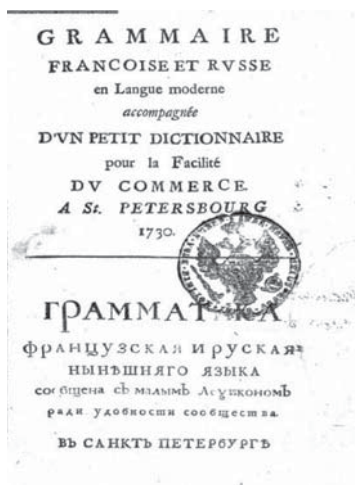 GRAMMAIRE
FRANCOISE ET RVSSE
en Langue moderne
accompagnée
D'VN PETIT DICTIONNAIRE
pour la Facilité
DV COMMERCE.
A St. PETERSBOURG
1730.
ГРАММАТИКА
ФРАНЦУЗСКАЯ И РУСКАЯ
НЫНѢШНЯГО ЯЗЫКА
сообщена съ малымъ Леѯикономъ
ради удобности сообщества.
ВЪ САНКТЪ ПЕТЕРБУРГѢ